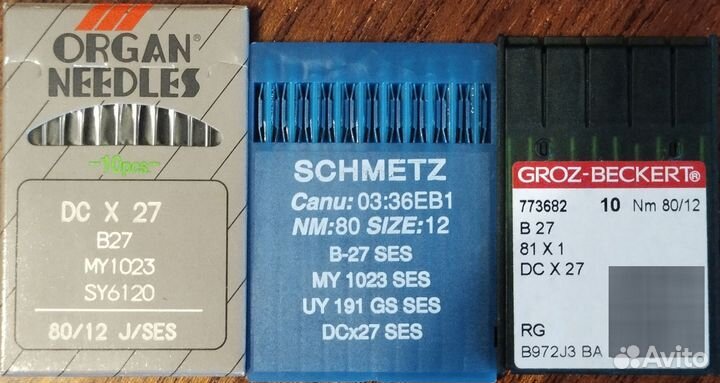 ORGAN®
NEEDLES
-10pcs-
DC X 27
B27
MY1023
SY6120
80/12 J/SES
SCHMETZ
Canu: 03:36EB1
NM:80 SIZE:12
B-27 SES
MY 1023 SES
UY 191 GS SES
DCx27 SES
GROZ-BECKERT®
773682 10 Nm 80/12
B 27
81 X 1
DC X 27
RG
B972J3 BA
Avito